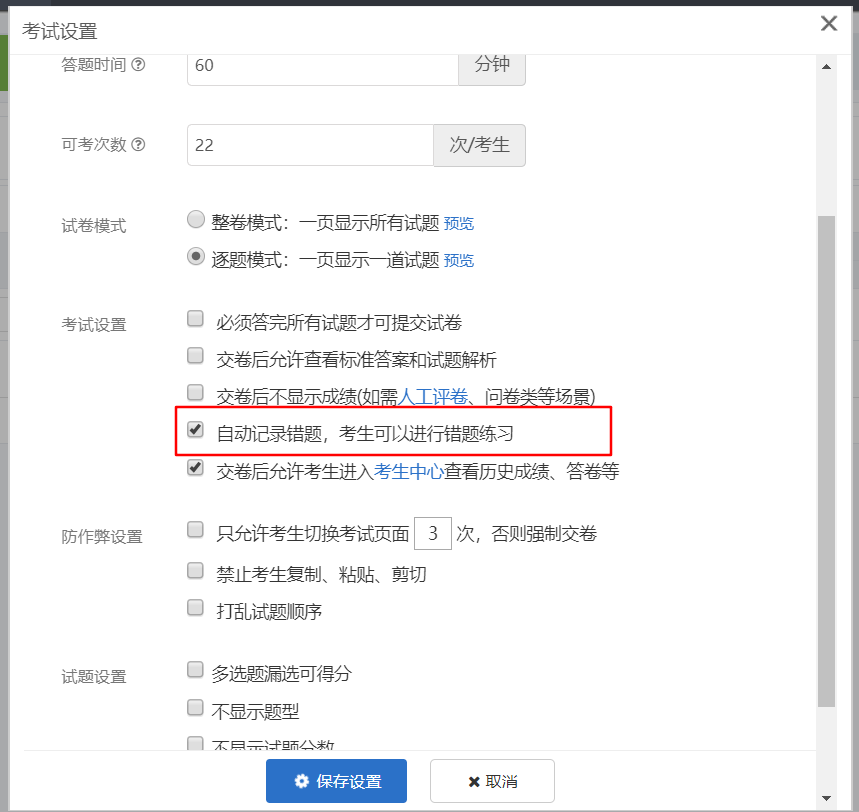 考试设置
答题时间 60 分钟
可考次数 22 次/考生
试卷模式 整卷模式：一页显示所有试题 预览
逐题模式：一页显示一道试题 预览
考试设置 必须答完所有试题才可提交试卷
交卷后允许查看标准答案和试题解析
交卷后不显示成绩(如需人工评卷、问卷类等场景)
自动记录错题，考生可以进行错题练习
交卷后允许考生进入考生中心查看历史成绩、答卷等
防作弊设置 只允许考生切换考试页面 3 次，否则强制交卷
禁止考生复制、粘贴、剪切
打乱试题顺序
试题设置 多选题漏选可得分
不显示题型
不显示试题分数
保存设置 取消